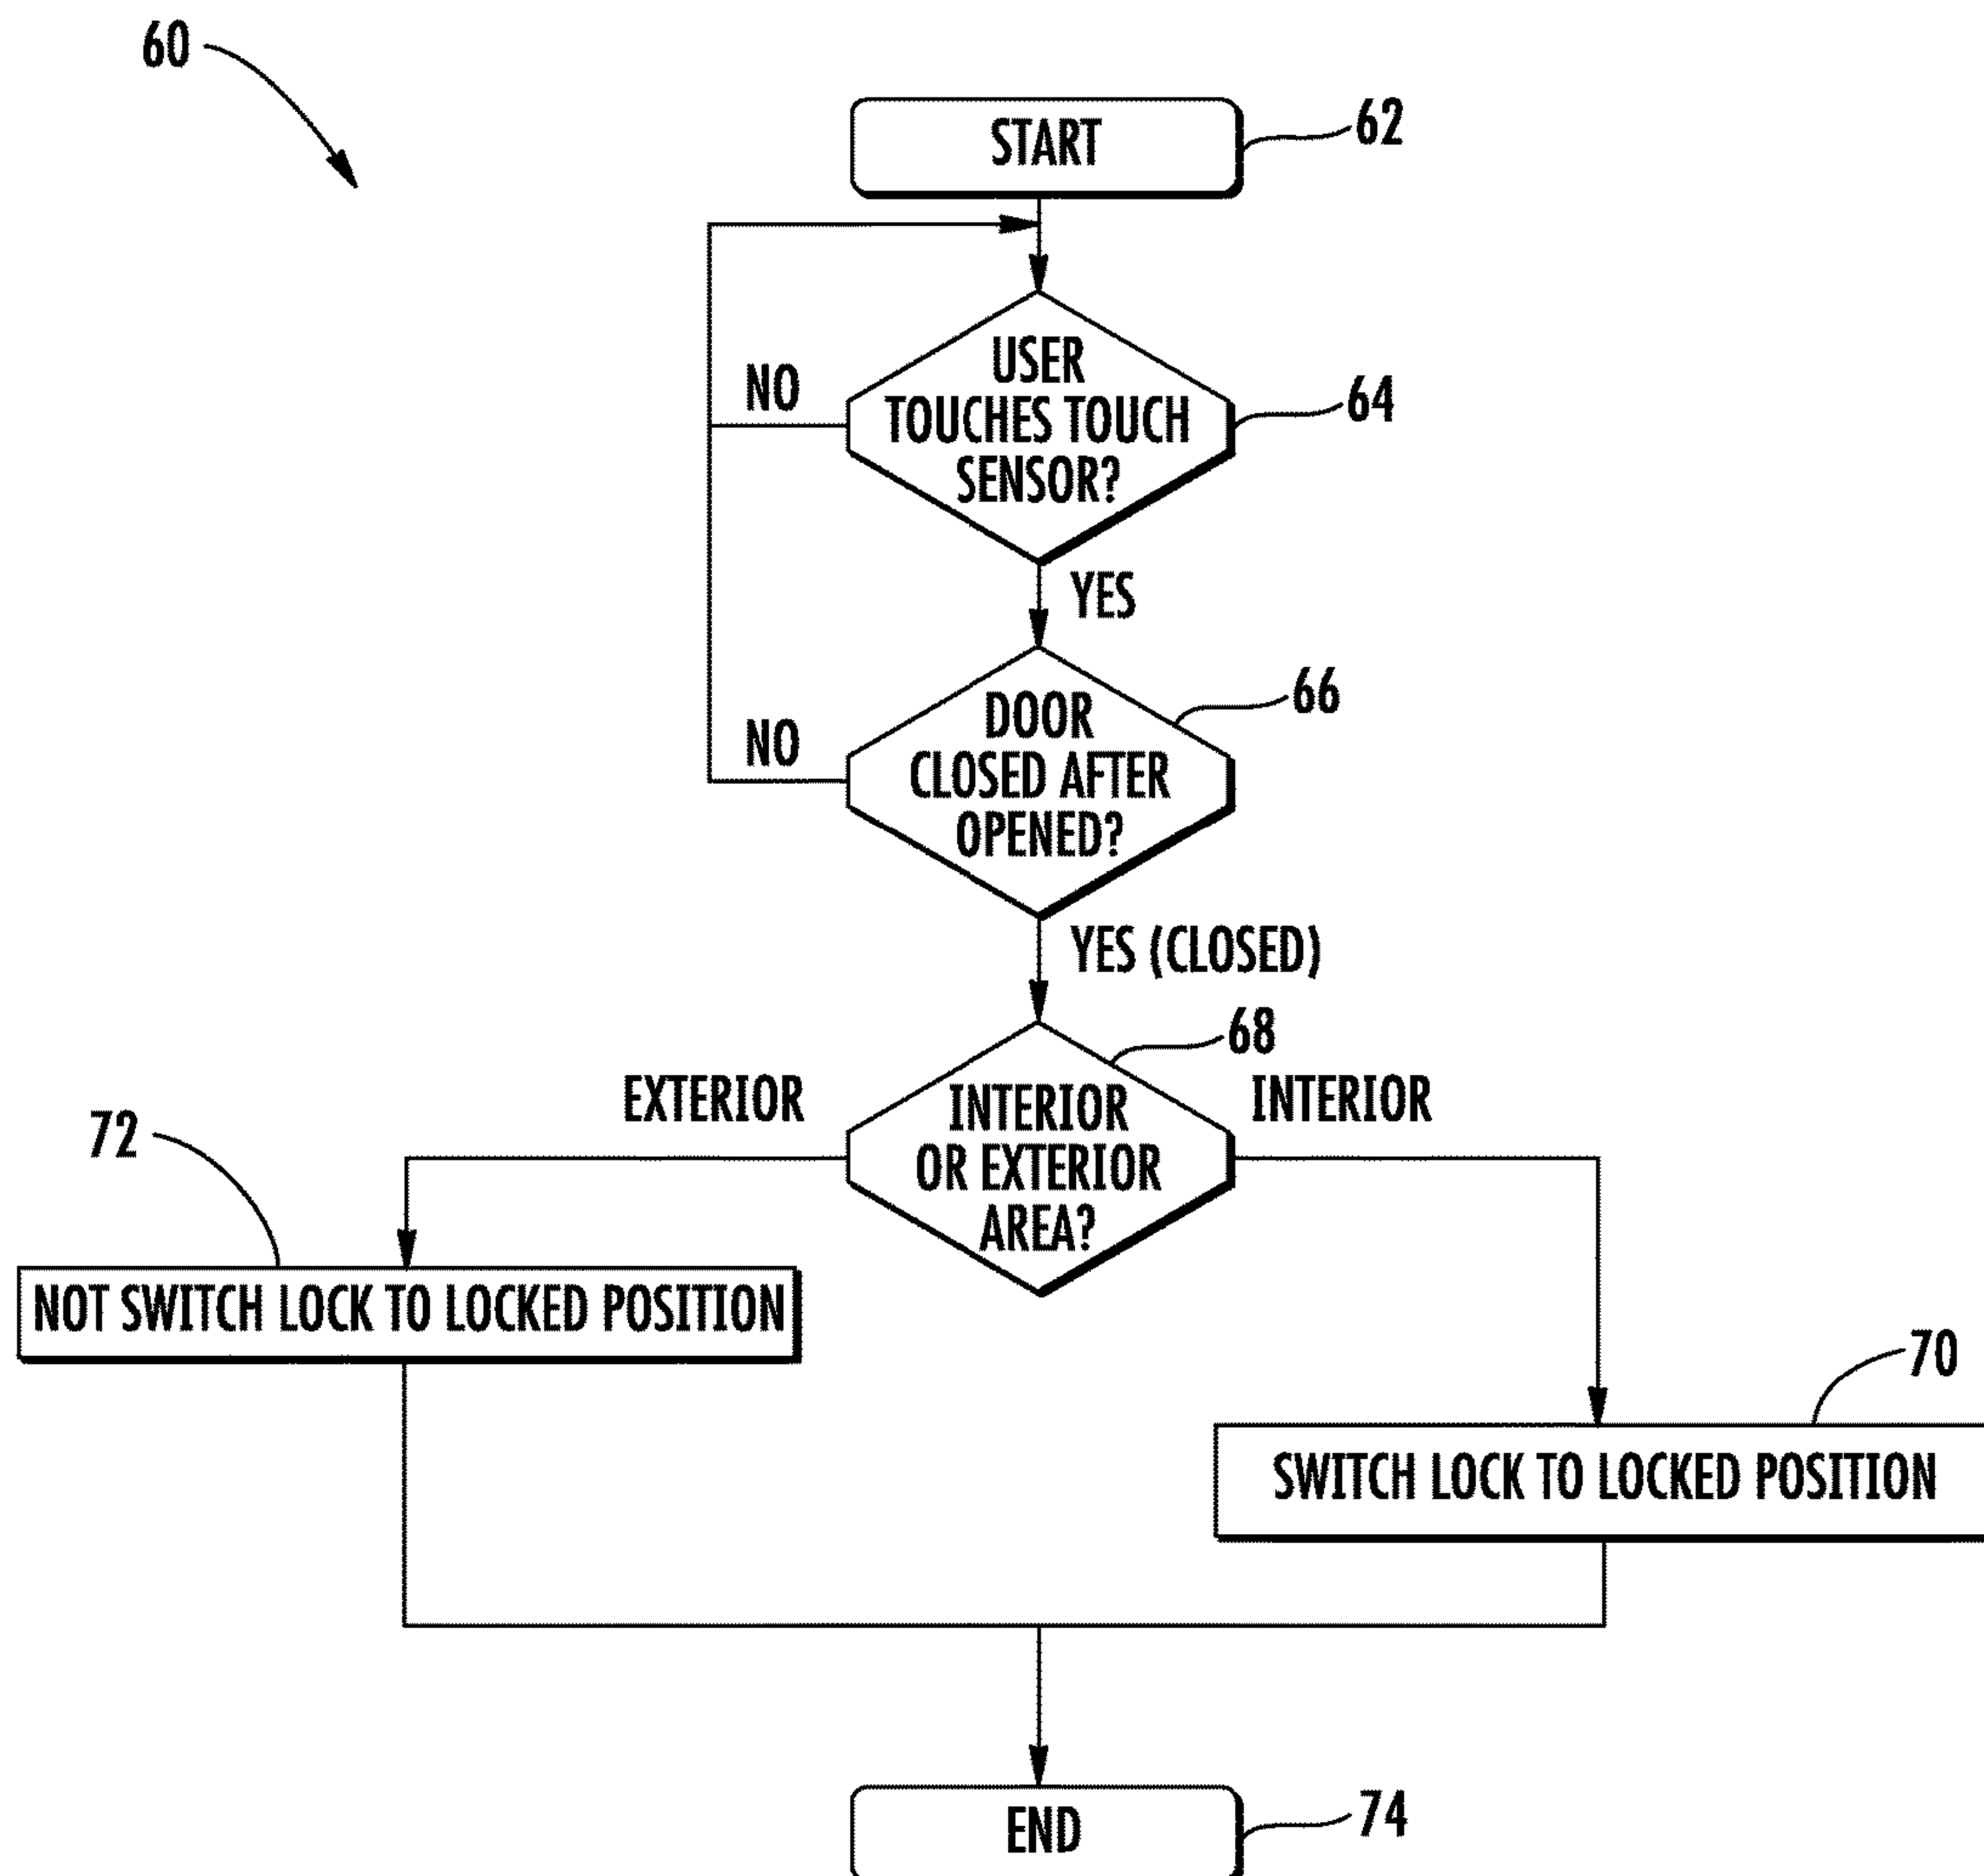 60
START
62
USER
TOUCHES TOUCH
SENSOR?
64
NO
YES
DOOR
CLOSED AFTER
OPENED?
66
NO
YES (CLOSED)
68
INTERIOR
OR EXTERIOR
AREA?
EXTERIOR
INTERIOR
72
NOT SWITCH LOCK TO LOCKED POSITION
70
SWITCH LOCK TO LOCKED POSITION
END
74